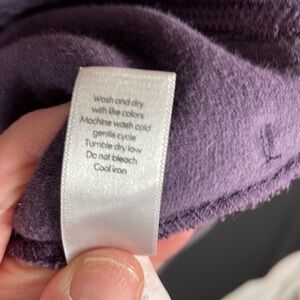 Wash and dry
with like colors
Machine wash cold
gentle cycle
Tumble dry low
Do not bleach
Cool iron